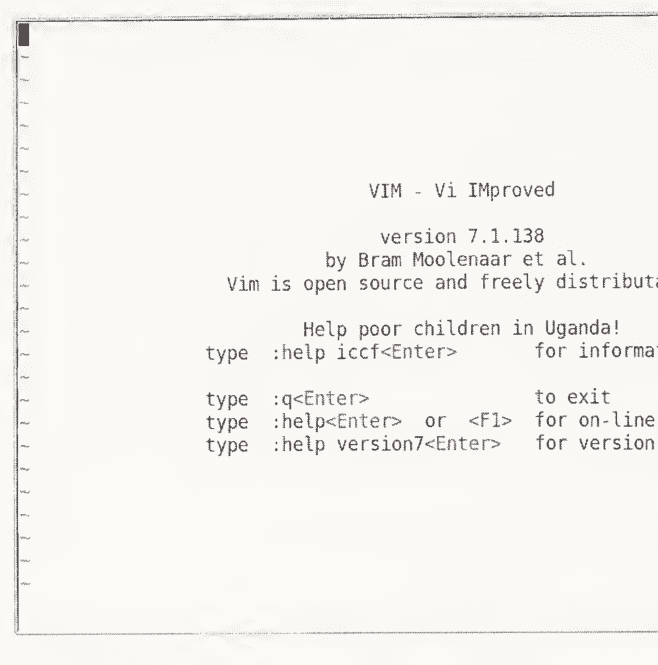 ~
~
~
~
~
~
~ VIM - Vi IMproved
~
~ version 7.1.138
~ by Bram Moolenaar et al.
~ Vim is open source and freely distributa
~
~ Help poor children in Uganda!
~ type :help iccf<Enter> for informa
~
~ type :q<Enter> to exit
~ type :help<Enter> or <F1> for on-line
~ type :help version7<Enter> for version
~
~
~
~
~
~